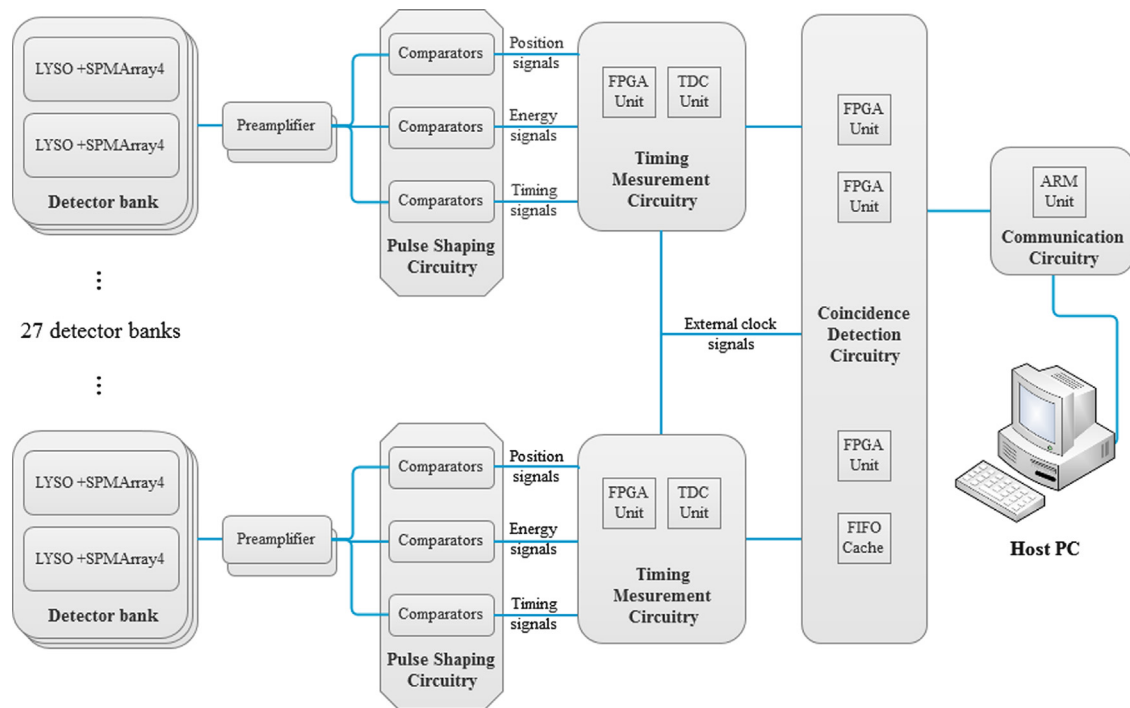 LYSO +SPMArray4
LYSO +SPMArray4
Detector bank
Preamplifier
Comparators
Comparators
Comparators
Pulse Shaping
Circuitry
Position
signals
Energy
signals
Timing
signals
FPGA
Unit
TDC
Unit
Timing
Mesurement
Circuitry
27 detector banks
External clock
signals
LYSO +SPMArray4
LYSO +SPMArray4
Detector bank
Preamplifier
Comparators
Comparators
Comparators
Pulse Shaping
Circuitry
Position
signals
Energy
signals
Timing
signals
FPGA
Unit
TDC
Unit
Timing
Mesurement
Circuitry
FPGA
Unit
FPGA
Unit
Coincidence
Detection
Circuitry
FPGA
Unit
FIFO
Cache
ARM
Unit
Communication
Circuitry
Host PC